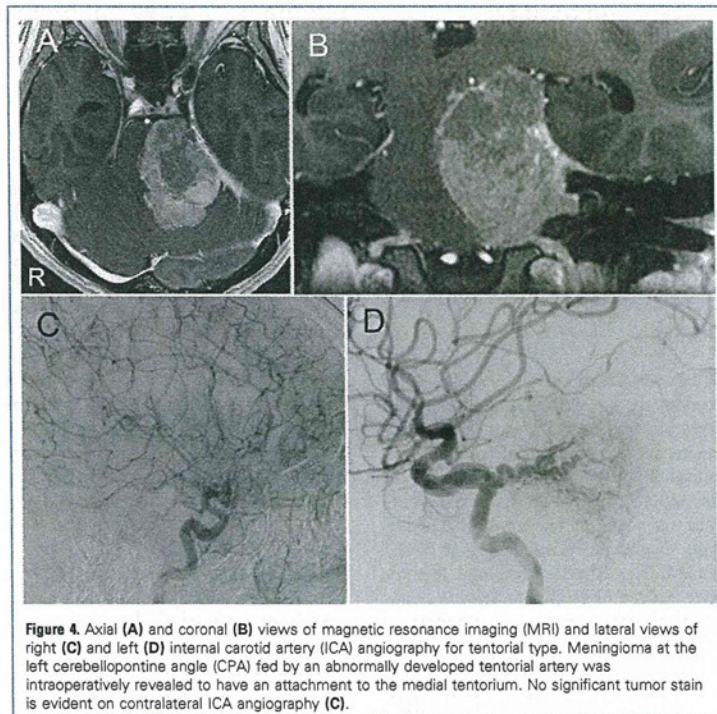 A
B
R
C
D
Figure 4. Axial (A) and coronal (B) views of magnetic resonance imaging (MRI) and lateral views of
right (C) and left (D) internal carotid artery (ICA) angiography for tentorial type. Meningioma at the
left cerebellopontine angle (CPA) fed by an abnormally developed tentorial artery was
intraoperatively revealed to have an attachment to the medial tentorium. No significant tumor stain
is evident on contralateral ICA angiography (C).